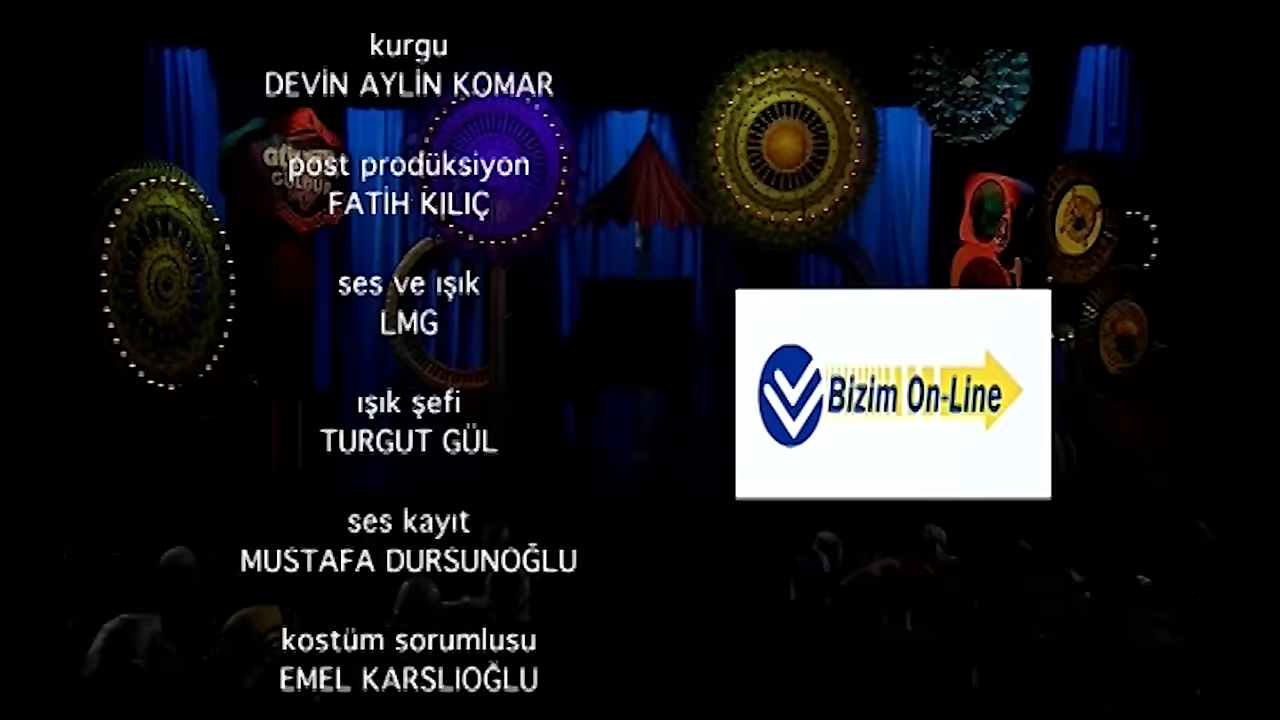 kurgu
DEVİN AYLİN KOMAR
post prodüksiyon
FATİH KILIÇ
ses ve ışık
LMG
ışık şefi
TURGUT GÜL
ses kayıt
MUSTAFA DURSUNOĞLU
kostüm sorumlusu
EMEL KARSLIOĞLU
Bizim On-Line